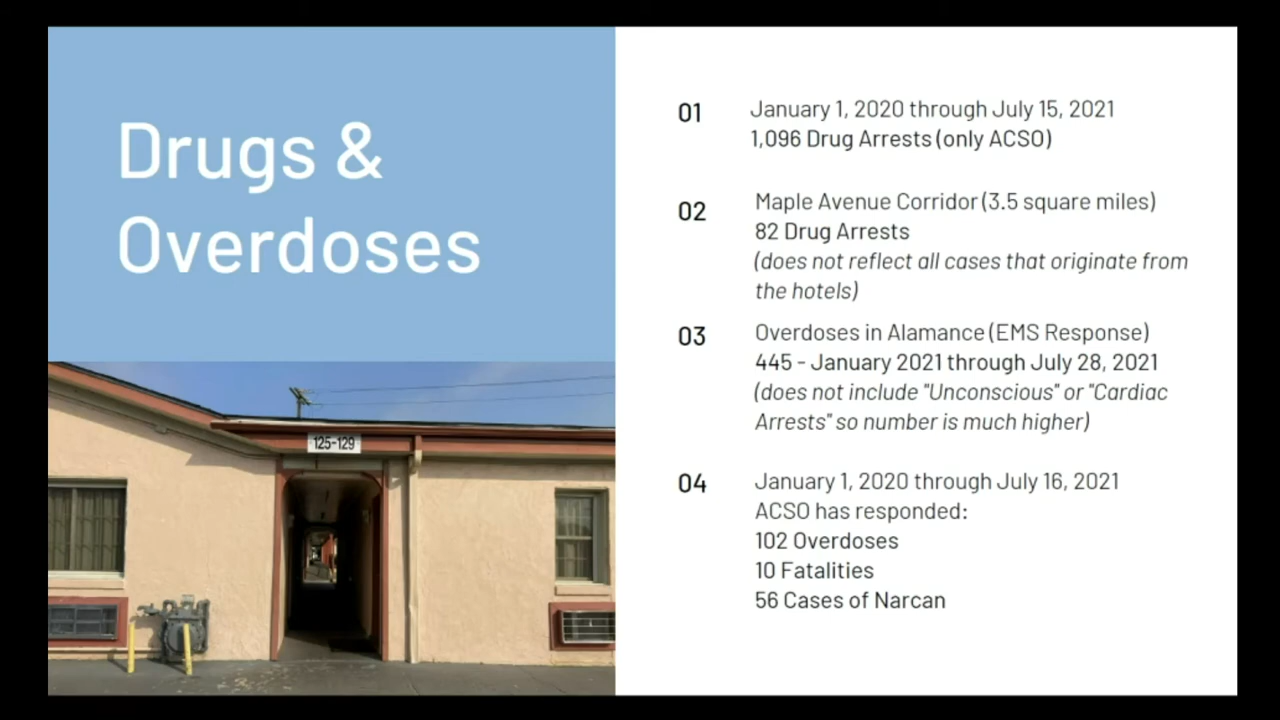 Drugs &
Overdoses
125-129
01
January 1, 2020 through July 15, 2021
1,096 Drug Arrests (only ACSO)
02
Maple Avenue Corridor (3.5 square miles)
82 Drug Arrests
(does not reflect all cases that originate from
the hotels)
03
Overdoses in Alamance (EMS Response)
445 - January 2021 through July 28, 2021
(does not include "Unconscious" or "Cardiac
Arrests" so number is much higher)
04
January 1, 2020 through July 16, 2021
ACSO has responded:
102 Overdoses
10 Fatalities
56 Cases of Narcan